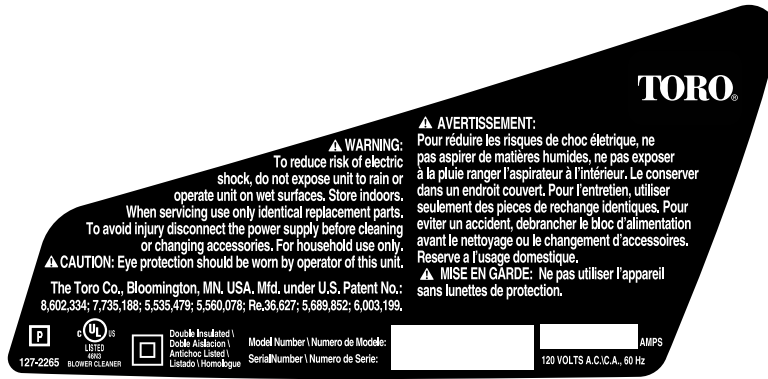 TORO®
⚠ WARNING:
To reduce risk of electric
shock, do not expose unit to rain or
operate unit on wet surfaces. Store indoors.
When servicing use only identical replacement parts.
To avoid injury disconnect the power supply before cleaning
or changing accessories. For household use only.
⚠ CAUTION: Eye protection should be worn by operator of this unit.
The Toro Co., Bloomington, MN. USA. Mfd. under U.S. Patent No.:
8,602,334; 7,735,188; 5,535,479; 5,560,078; Re.36,627; 5,689,852; 6,003,199.
⚠ AVERTISSEMENT:
Pour réduire les risques de choc életrique, ne
pas aspirer de matières humides, ne pas exposer
à la pluie ranger l'aspirateur à l'intérieur. Le conserver
dans un endroit couvert. Pour l'entretien, utiliser
seulement des pieces de rechange identiques. Pour
eviter un accident, debrancher le bloc d'alimentation
avant le nettoyage ou le changement d'accessoires.
Reserve a l'usage domestique.
⚠ MISE EN GARDE: Ne pas utiliser l'appareil
sans lunettes de protection.
P
127-2265
C UL US
LISTED
46N3
BLOWER CLEANER
Double Insulated \
Doble Aislacion \
Antichoc Listed \
Listado \ Homologue
Model Number \ Numero de Modele:
SerialNumber \ Numero de Serie:
AMPS
120 VOLTS A.C.\C.A., 60 Hz